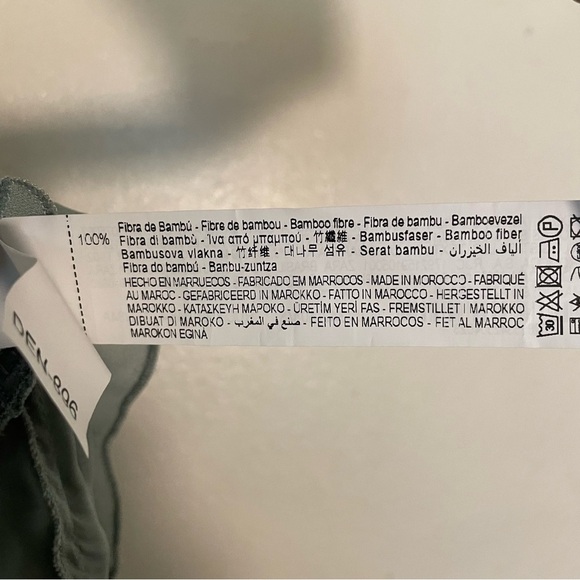 100%
Fibra de Bambú - Fibre de bambou - Bamboo fibre - Fibra de bambu - Bamboevezel
Fibra di bambù - Ίνα από μπαμπού - 竹纖維 - Bambusfaser - Bamboo fiber
Bambusova vlakna - 竹纤维 - 대나무 섬유 - Serat bambu - ألياف الخيزران -
Fibra do bambú - Banbu-zuntza
HECHO EN MARRUECOS - FABRICADO EM MARROCOS - MADE IN MOROCCO - FABRIQUÉ
AU MAROC - GEFABRICEERD IN MAROKKO - FATTO IN MAROCCO - HERGESTELLT IN
MAROKKO - ΚΑΤΑΣΚΕΥΗ ΜΑΡΟΚΟ - ÜRETİM YERİ FAS - FREMSTILLET I MAROKKO
DIBUAT DI MAROKO - صنع في المغرب - FEITO EN MARROCOS - FET AL MARROC
MAROKON EGINA
P
30
DEN-896